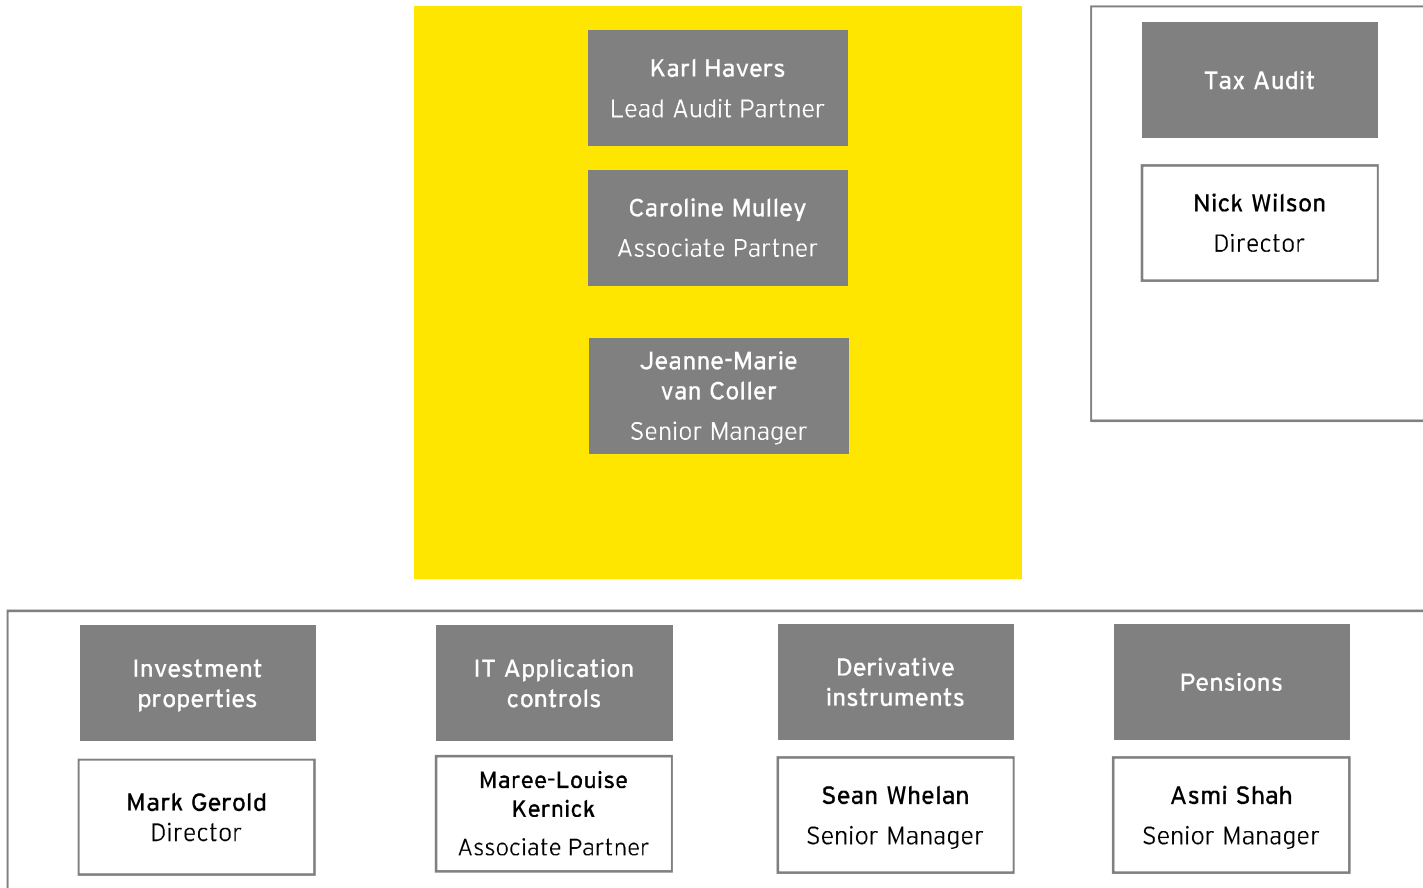 Karl Havers
Lead Audit Partner
Caroline Mulley
Associate Partner
Jeanne-Marie
van Coller
Senior Manager
Tax Audit
Nick Wilson
Director
Investment
properties
Mark Gerold
Director
IT Application
controls
Maree-Louise
Kernick
Associate Partner
Derivative
instruments
Sean Whelan
Senior Manager
Pensions
Asmi Shah
Senior Manager